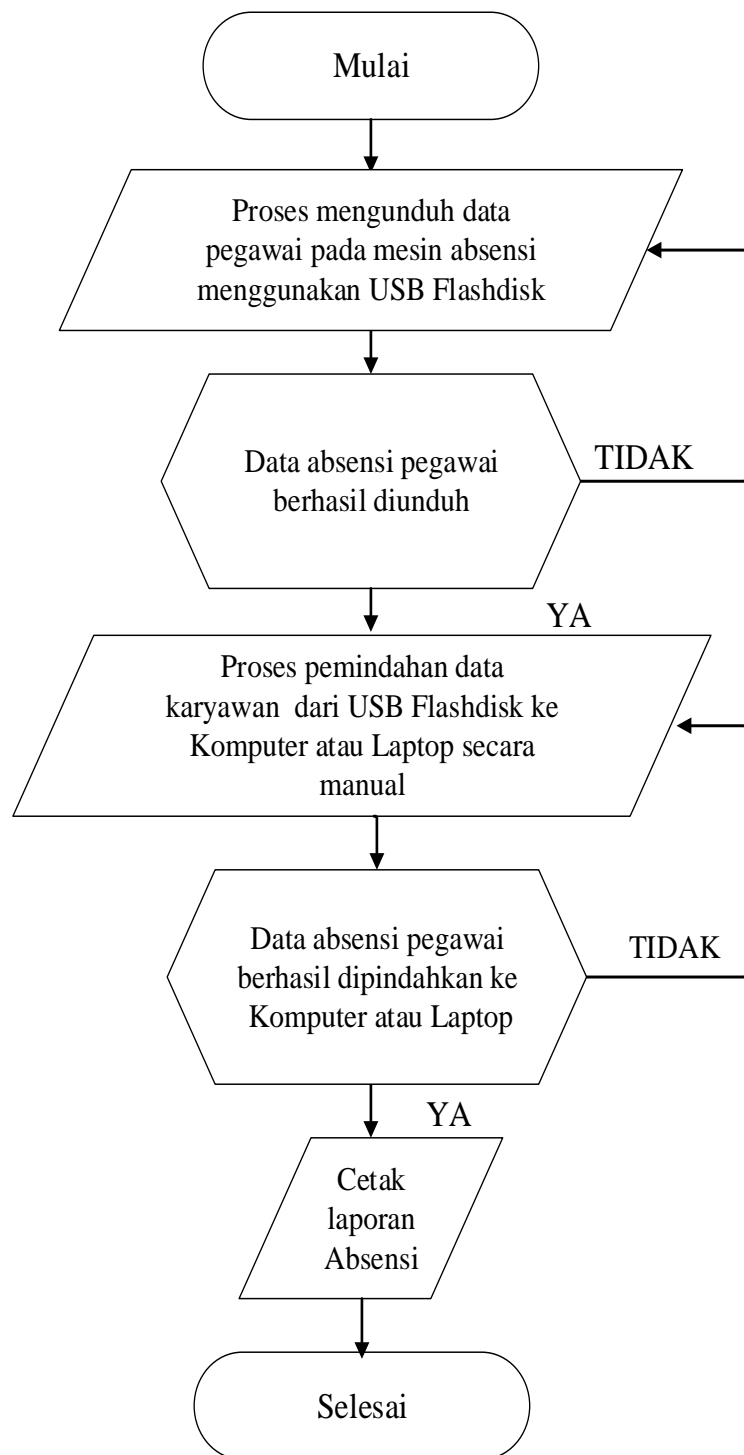 Mulai
Proses mengunduh data
pegawai pada mesin absensi
menggunakan USB Flashdisk
Data absensi pegawai
berhasil diunduh
TIDAK
YA
Proses pemindahan data
karyawan dari USB Flashdisk ke
Komputer atau Laptop secara
manual
Data absensi pegawai
berhasil dipindahkan ke
Komputer atau Laptop
TIDAK
YA
Cetak
laporan
Absensi
Selesai